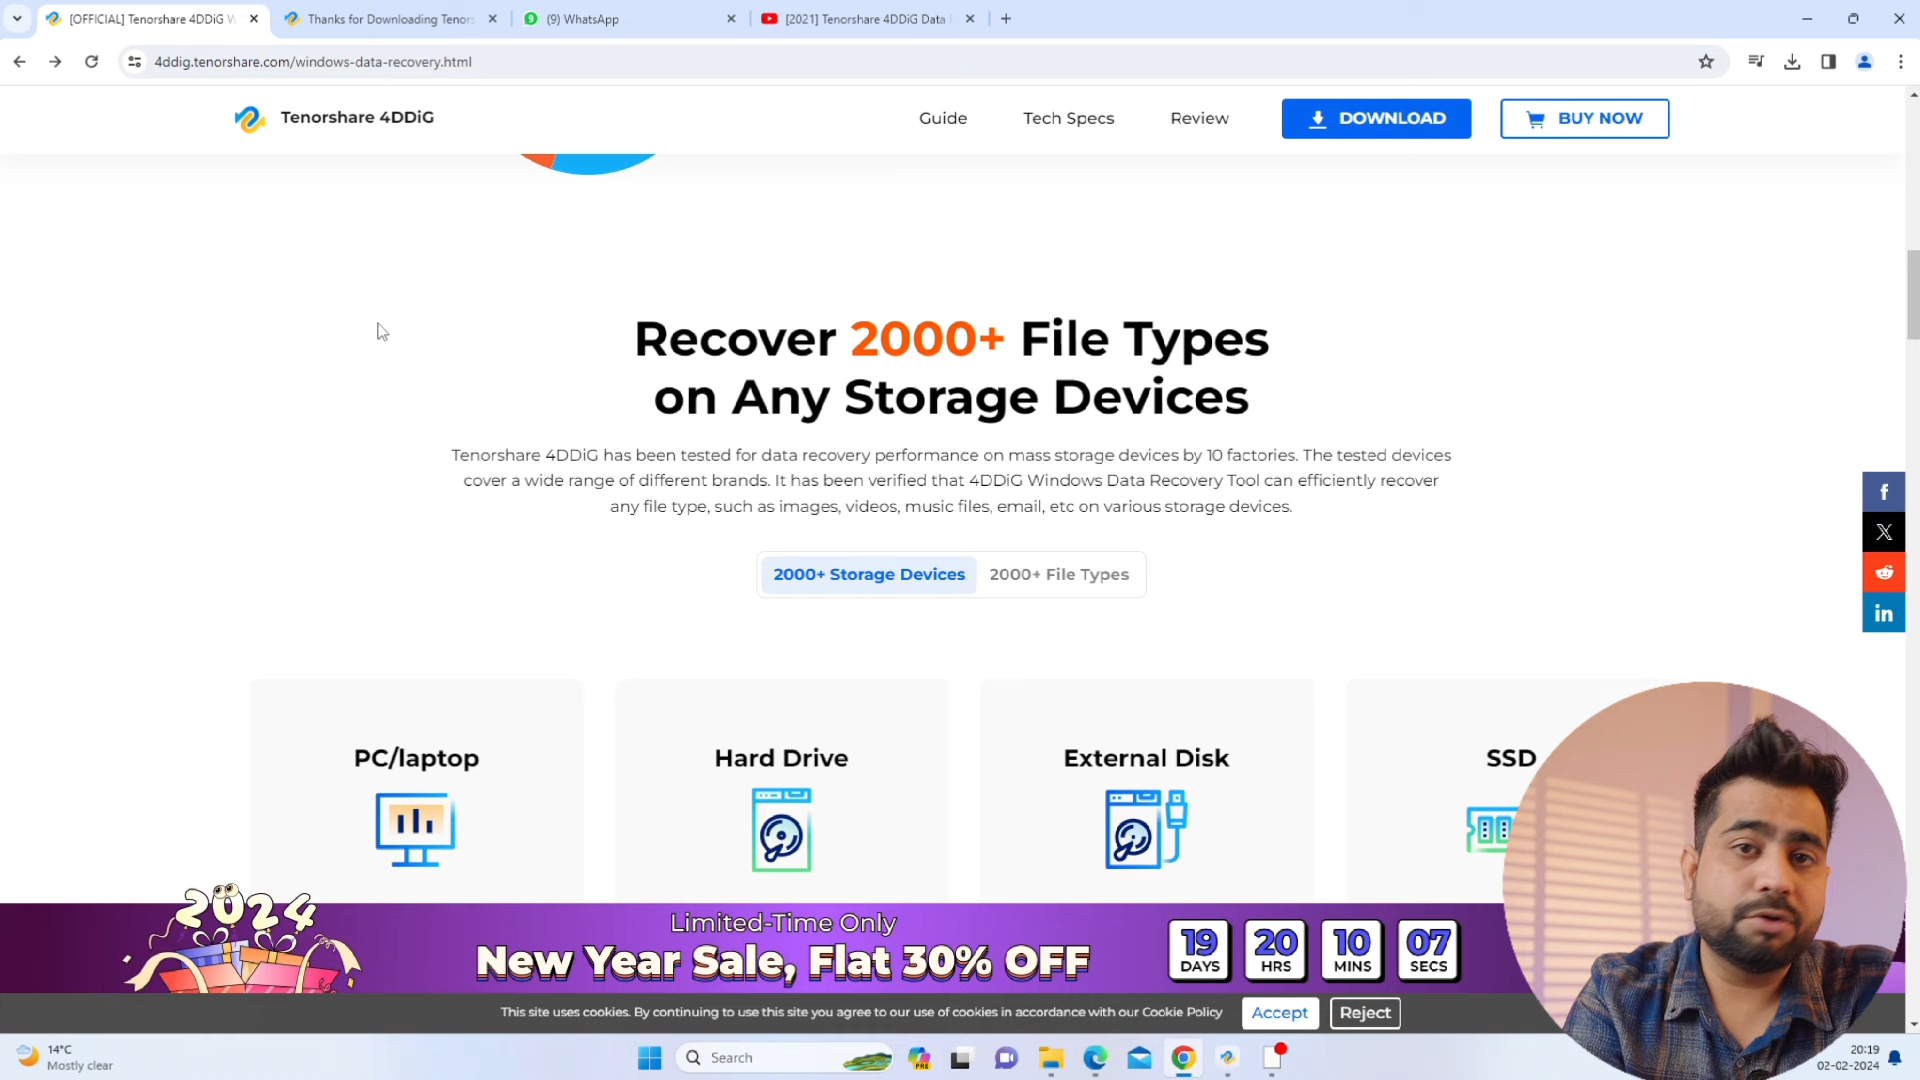 [OFFICIAL] Tenorshare 4DDiG W
Thanks for Downloading Tenors
(9) WhatsApp
[2021] Tenorshare 4DDiG Data
4ddig.tenorshare.com/windows-data-recovery.html
Tenorshare 4DDiG
Guide
Tech Specs
Review
DOWNLOAD
BUY NOW
Recover 2000+ File Types
on Any Storage Devices
Tenorshare 4DDiG has been tested for data recovery performance on mass storage devices by 10 factories. The tested devices
cover a wide range of different brands. It has been verified that 4DDiG Windows Data Recovery Tool can efficiently recover
any file type, such as images, videos, music files, email, etc on various storage devices.
2000+ Storage Devices
2000+ File Types
f
X
in
PC/laptop
Hard Drive
External Disk
SSD
2024
Limited-Time Only
New Year Sale, Flat 30% OFF
19
DAYS
20
HRS
10
MINS
07
SECS
This site uses cookies. By continuing to use this site you agree to our use of cookies in accordance with our Cookie Policy
Accept
Reject
14°C
Mostly clear
Search
PRE
20:19
02-02-2024